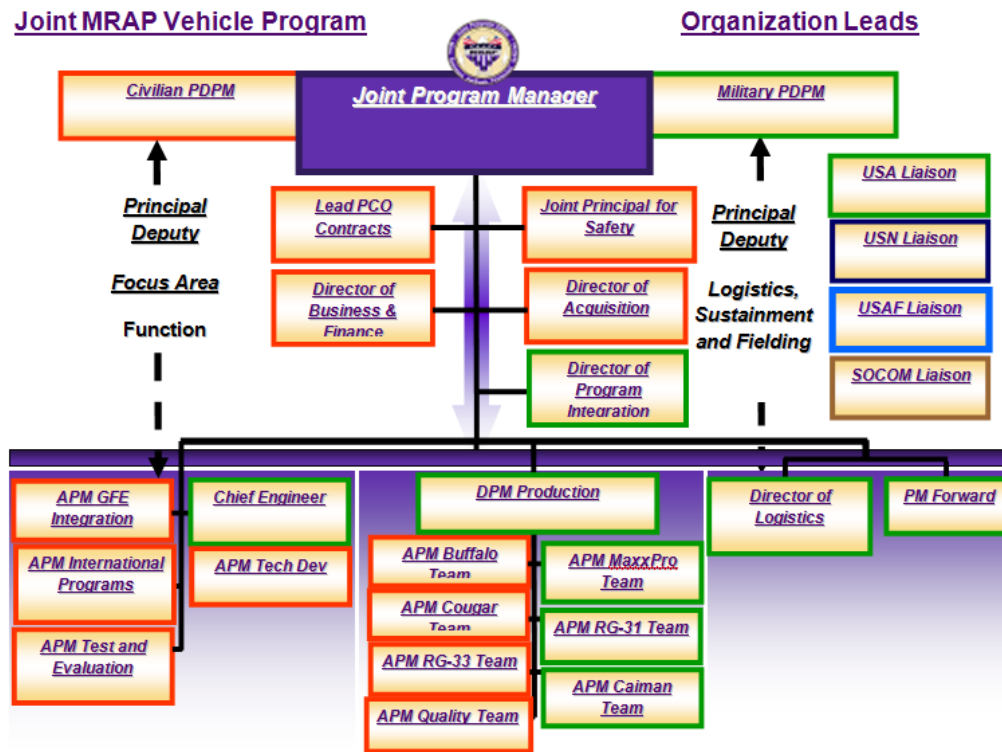 Joint MRAP Vehicle Program
Organization Leads
Civilian PDPM
Joint Program Manager
Military PDPM
Principal
Deputy
Focus Area
Function
Lead PCO
Contracts
Joint Principal for
Safety
Director of
Business &
Finance
Director of
Acquisition
Director of
Program
Integration
Principal
Deputy
Logistics,
Sustainment
and Fielding
USA Liaison
USN Liaison
USAF Liaison
SOCOM Liaison
APM GFE
Integration
Chief Engineer
APM International
Programs
APM Tech Dev
APM Test and
Evaluation
DPM Production
APM Buffalo
Team
APM MaxxPro
Team
APM Cougar
Team
APM RG-31 Team
APM RG-33 Team
APM Caiman
Team
APM Quality Team
Director of
Logistics
PM Forward